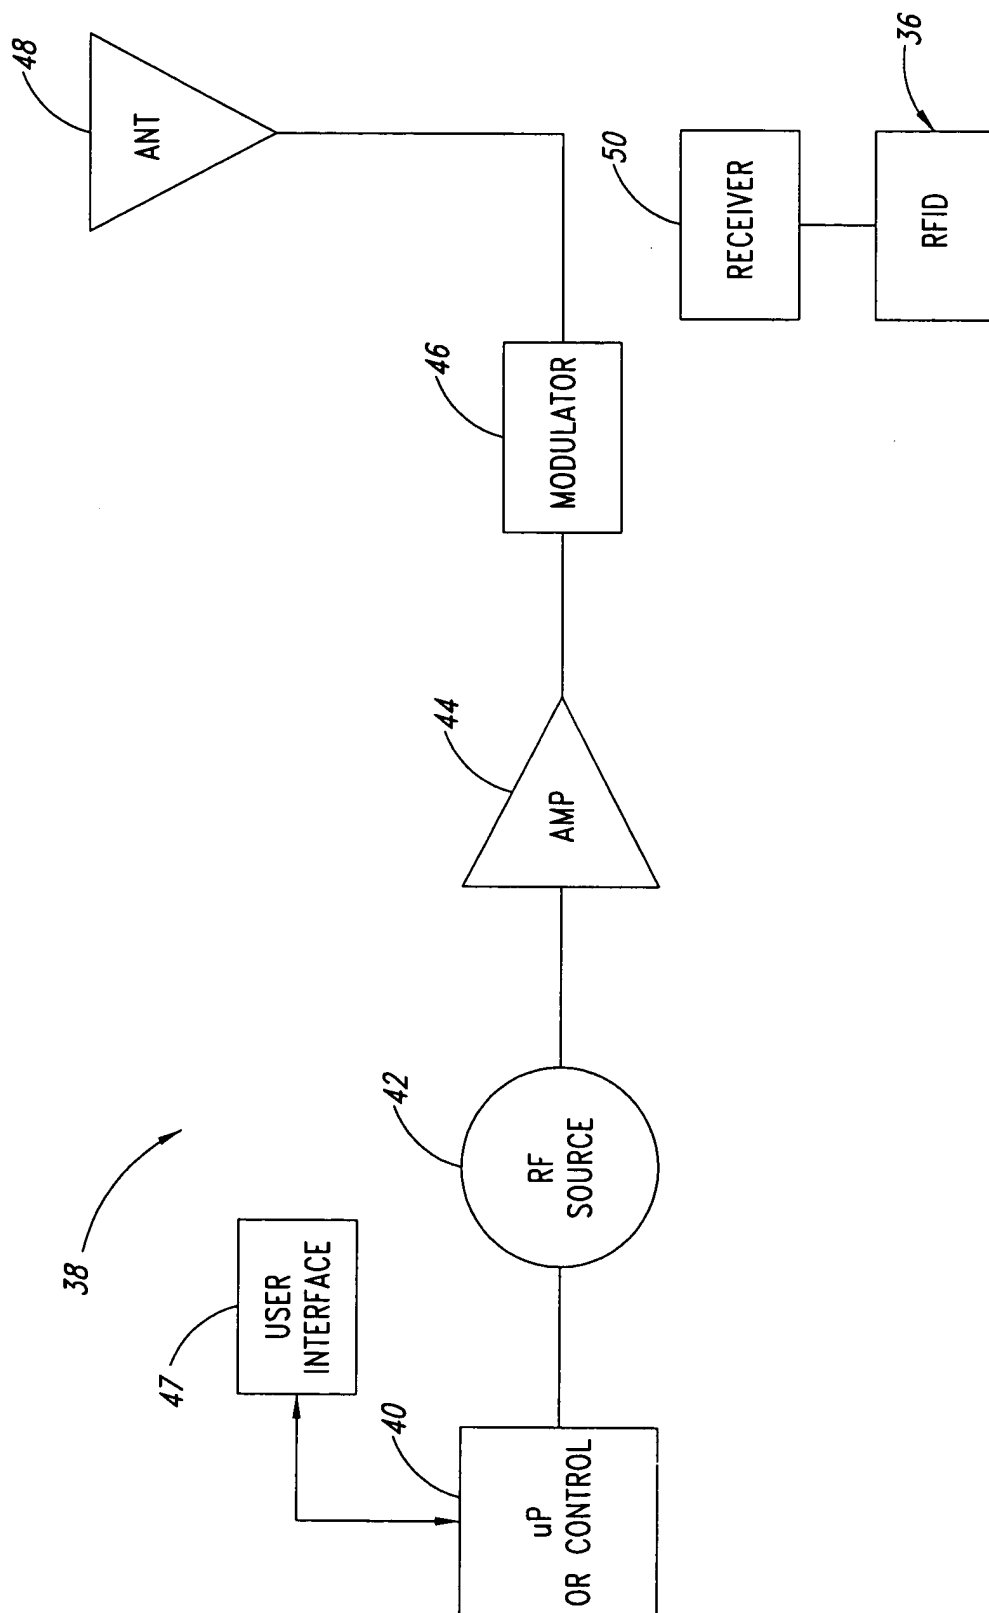 38
47
USER
INTERFACE
40
uP
OR CONTROL
42
RF
SOURCE
44
AMP
46
MODULATOR
48
ANT
50
RECEIVER
36
RFID